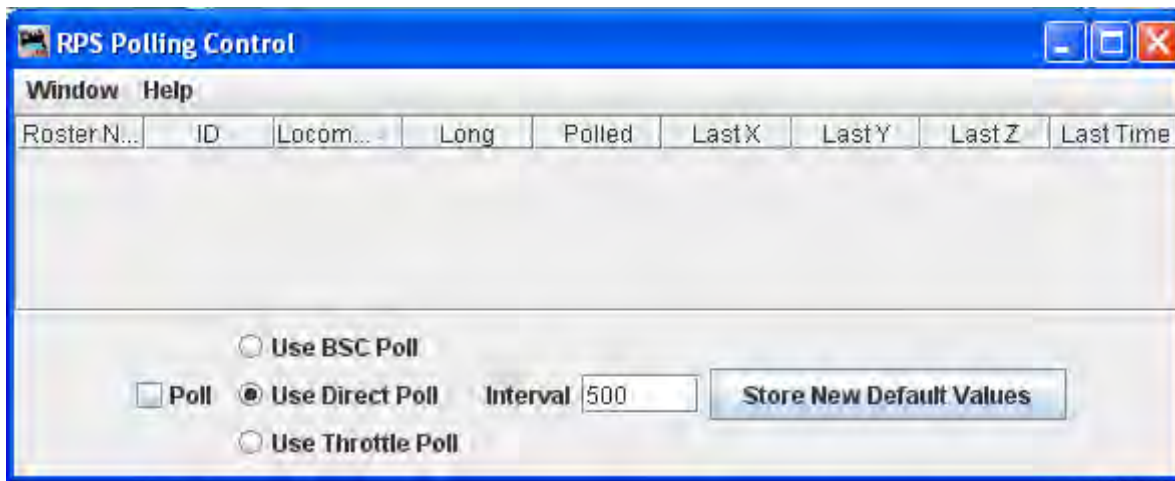 RPS Polling Control
Window Help
Roster N... ID Locom... Long Polled Last X Last Y Last Z Last Time
Use BSC Poll
Poll Use Direct Poll Interval 500 Store New Default Values
Use Throttle Poll